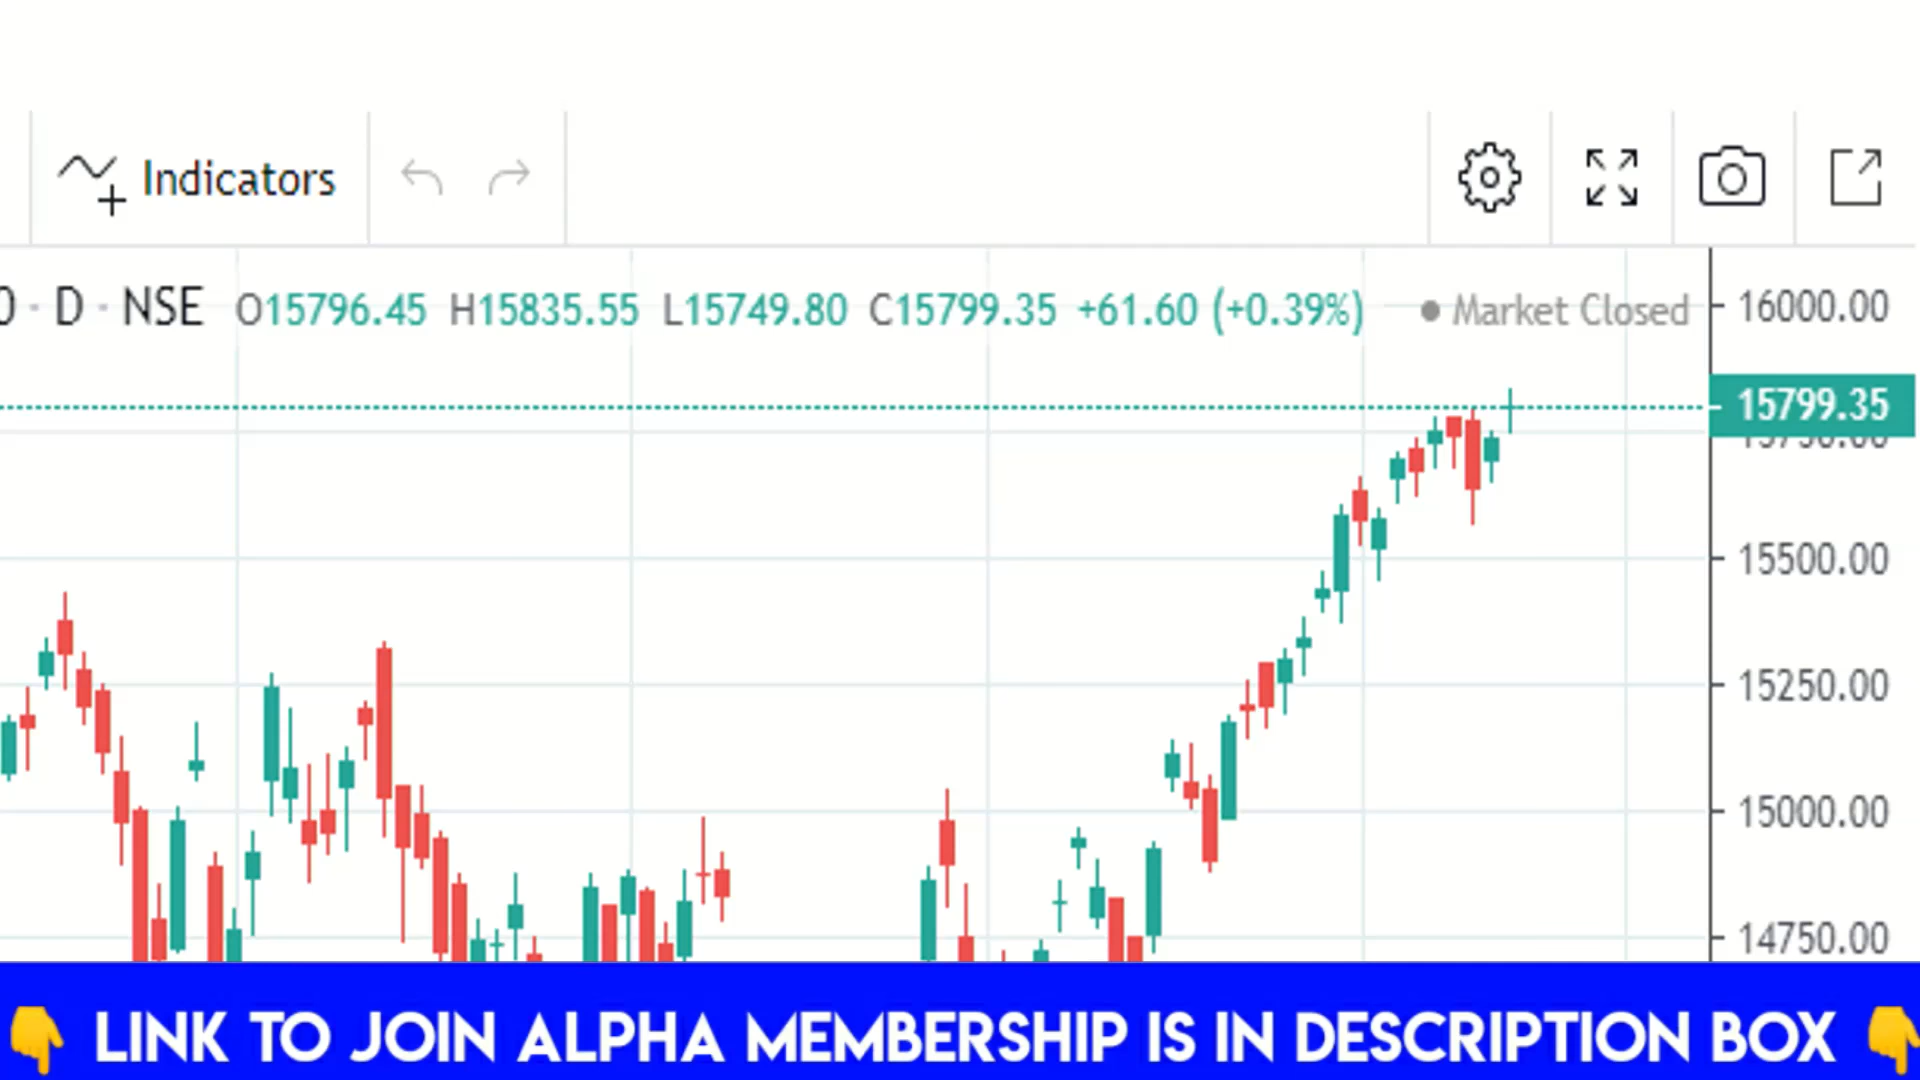 Indicators
· D · NSE O15796.45 H15835.55 L15749.80 C15799.35 +61.60 (+0.39%) Market Closed
16000.00
15799.35
15500.00
15250.00
15000.00
14750.00
👇 LINK TO JOIN ALPHA MEMBERSHIP IS IN DESCRIPTION BOX 👇